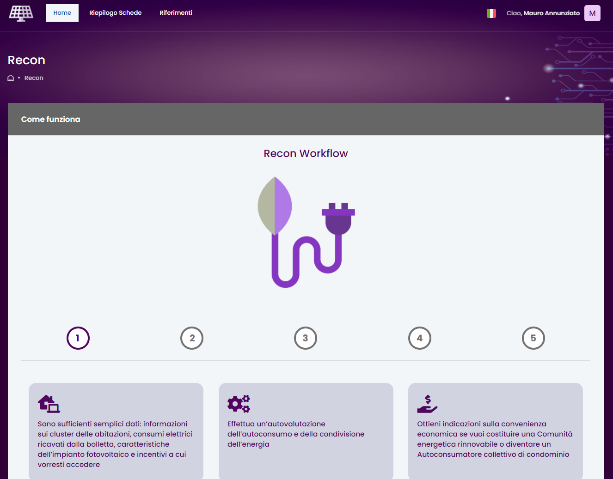 Home Riepilogo Schede Riferimenti Ciao, Mauro Annunziato M
Recon
Recon
Come funziona
Recon Workflow
1 2 3 4 5
Sono sufficienti semplici dati: informazioni
sui cluster delle abitazioni, consumi elettrici
ricavati dalla bolletta, caratteristiche
dell'impianto fotovoltaico e incentivi a cui
vorresti accedere
Effettua un'autovalutazione
dell'autoconsumo e della condivisione
dell'energia
Ottieni indicazioni sulla convenienza
economica se vuoi costituire una Comunità
energetica rinnovabile o diventare un
Autoconsumatore collettivo di condominio